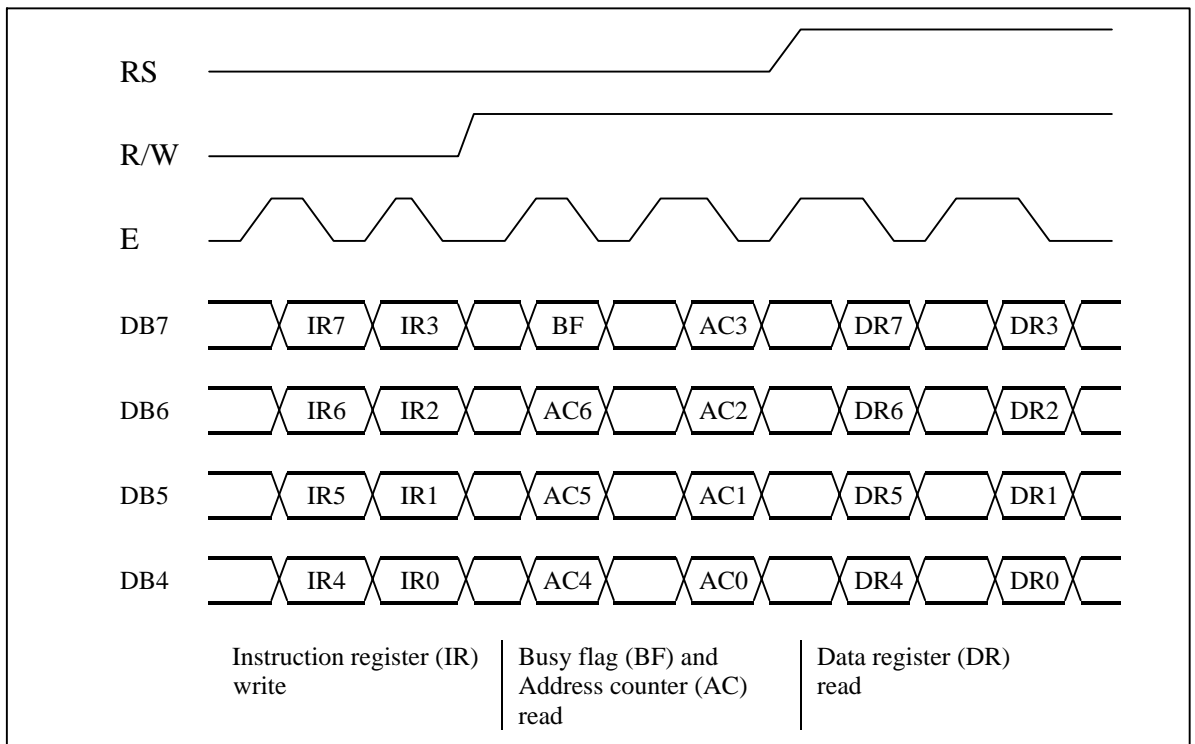 RS
R/W
E
DB7 IR7 IR3 BF AC3 DR7 DR3
DB6 IR6 IR2 AC6 AC2 DR6 DR2
DB5 IR5 IR1 AC5 AC1 DR5 DR1
DB4 IR4 IR0 AC4 AC0 DR4 DR0
Instruction register (IR)
write
Busy flag (BF) and
Address counter (AC)
read
Data register (DR)
read